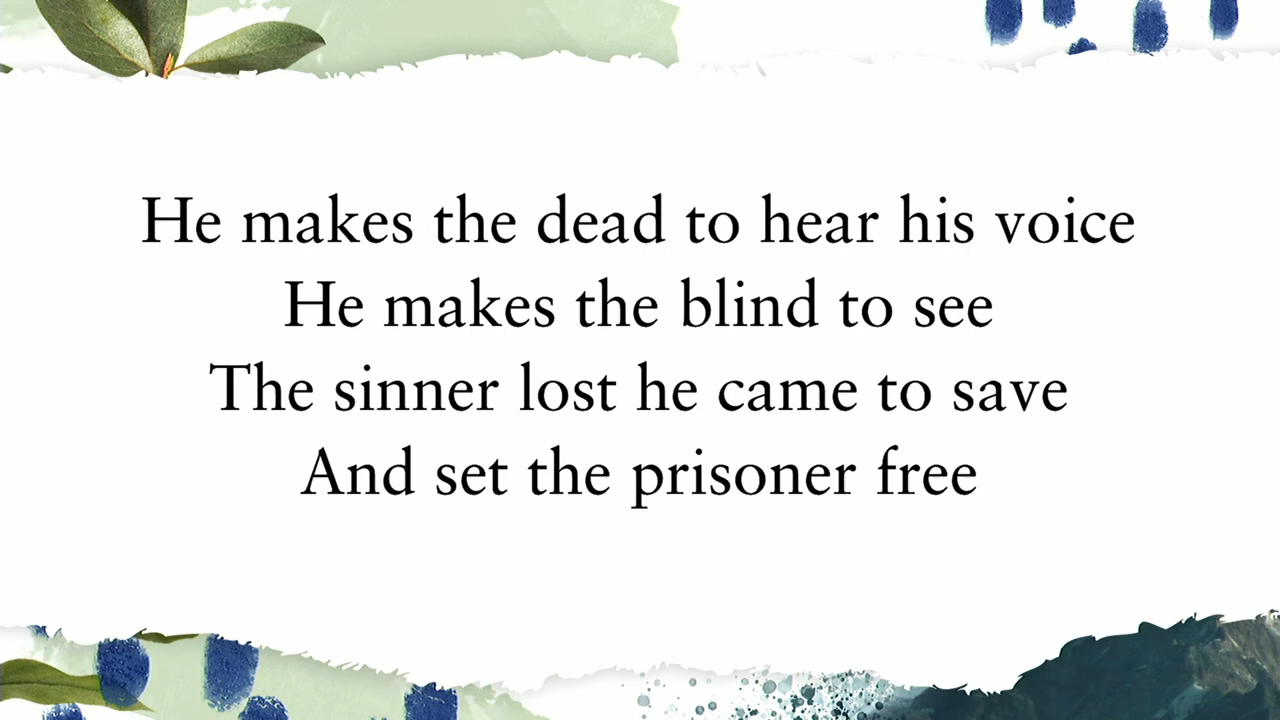 He makes the dead to hear his voice
He makes the blind to see
The sinner lost he came to save
And set the prisoner free